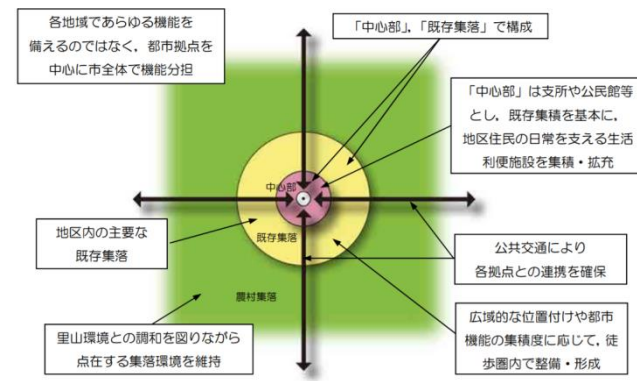 各地域であらゆる機能を
備えるのではなく，都市拠点を
中心に市全体で機能分担
「中心部」，「既存集落」で構成
「中心部」は支所や公民館等
とし，既存集積を基本に，
地区住民の日常を支える生活
利便施設を集積・拡充
中心部
既存集落
地区内の主要な
既存集落
公共交通により
各拠点との連携を確保
農村集落
里山環境との調和を図りながら
点在する集落環境を維持
広域的な位置付けや都市
機能の集積度に応じて，徒
歩圏内で整備・形成